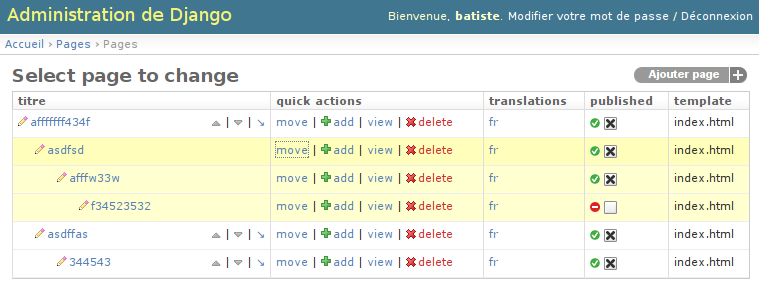 Administration de Django
Bienvenue, batiste. Modifier votre mot de passe / Déconnexion
Accueil › Pages › Pages
Select page to change
Ajouter page +
titre quick actions translations published template
afffffff434f | | move | add | view | delete fr index.html
asdfsd move | add | view | delete fr index.html
afffw33w move | add | view | delete fr index.html
f34523532 move | add | view | delete fr index.html
asdffas | | move | add | view | delete fr index.html
344543 move | add | view | delete fr index.html